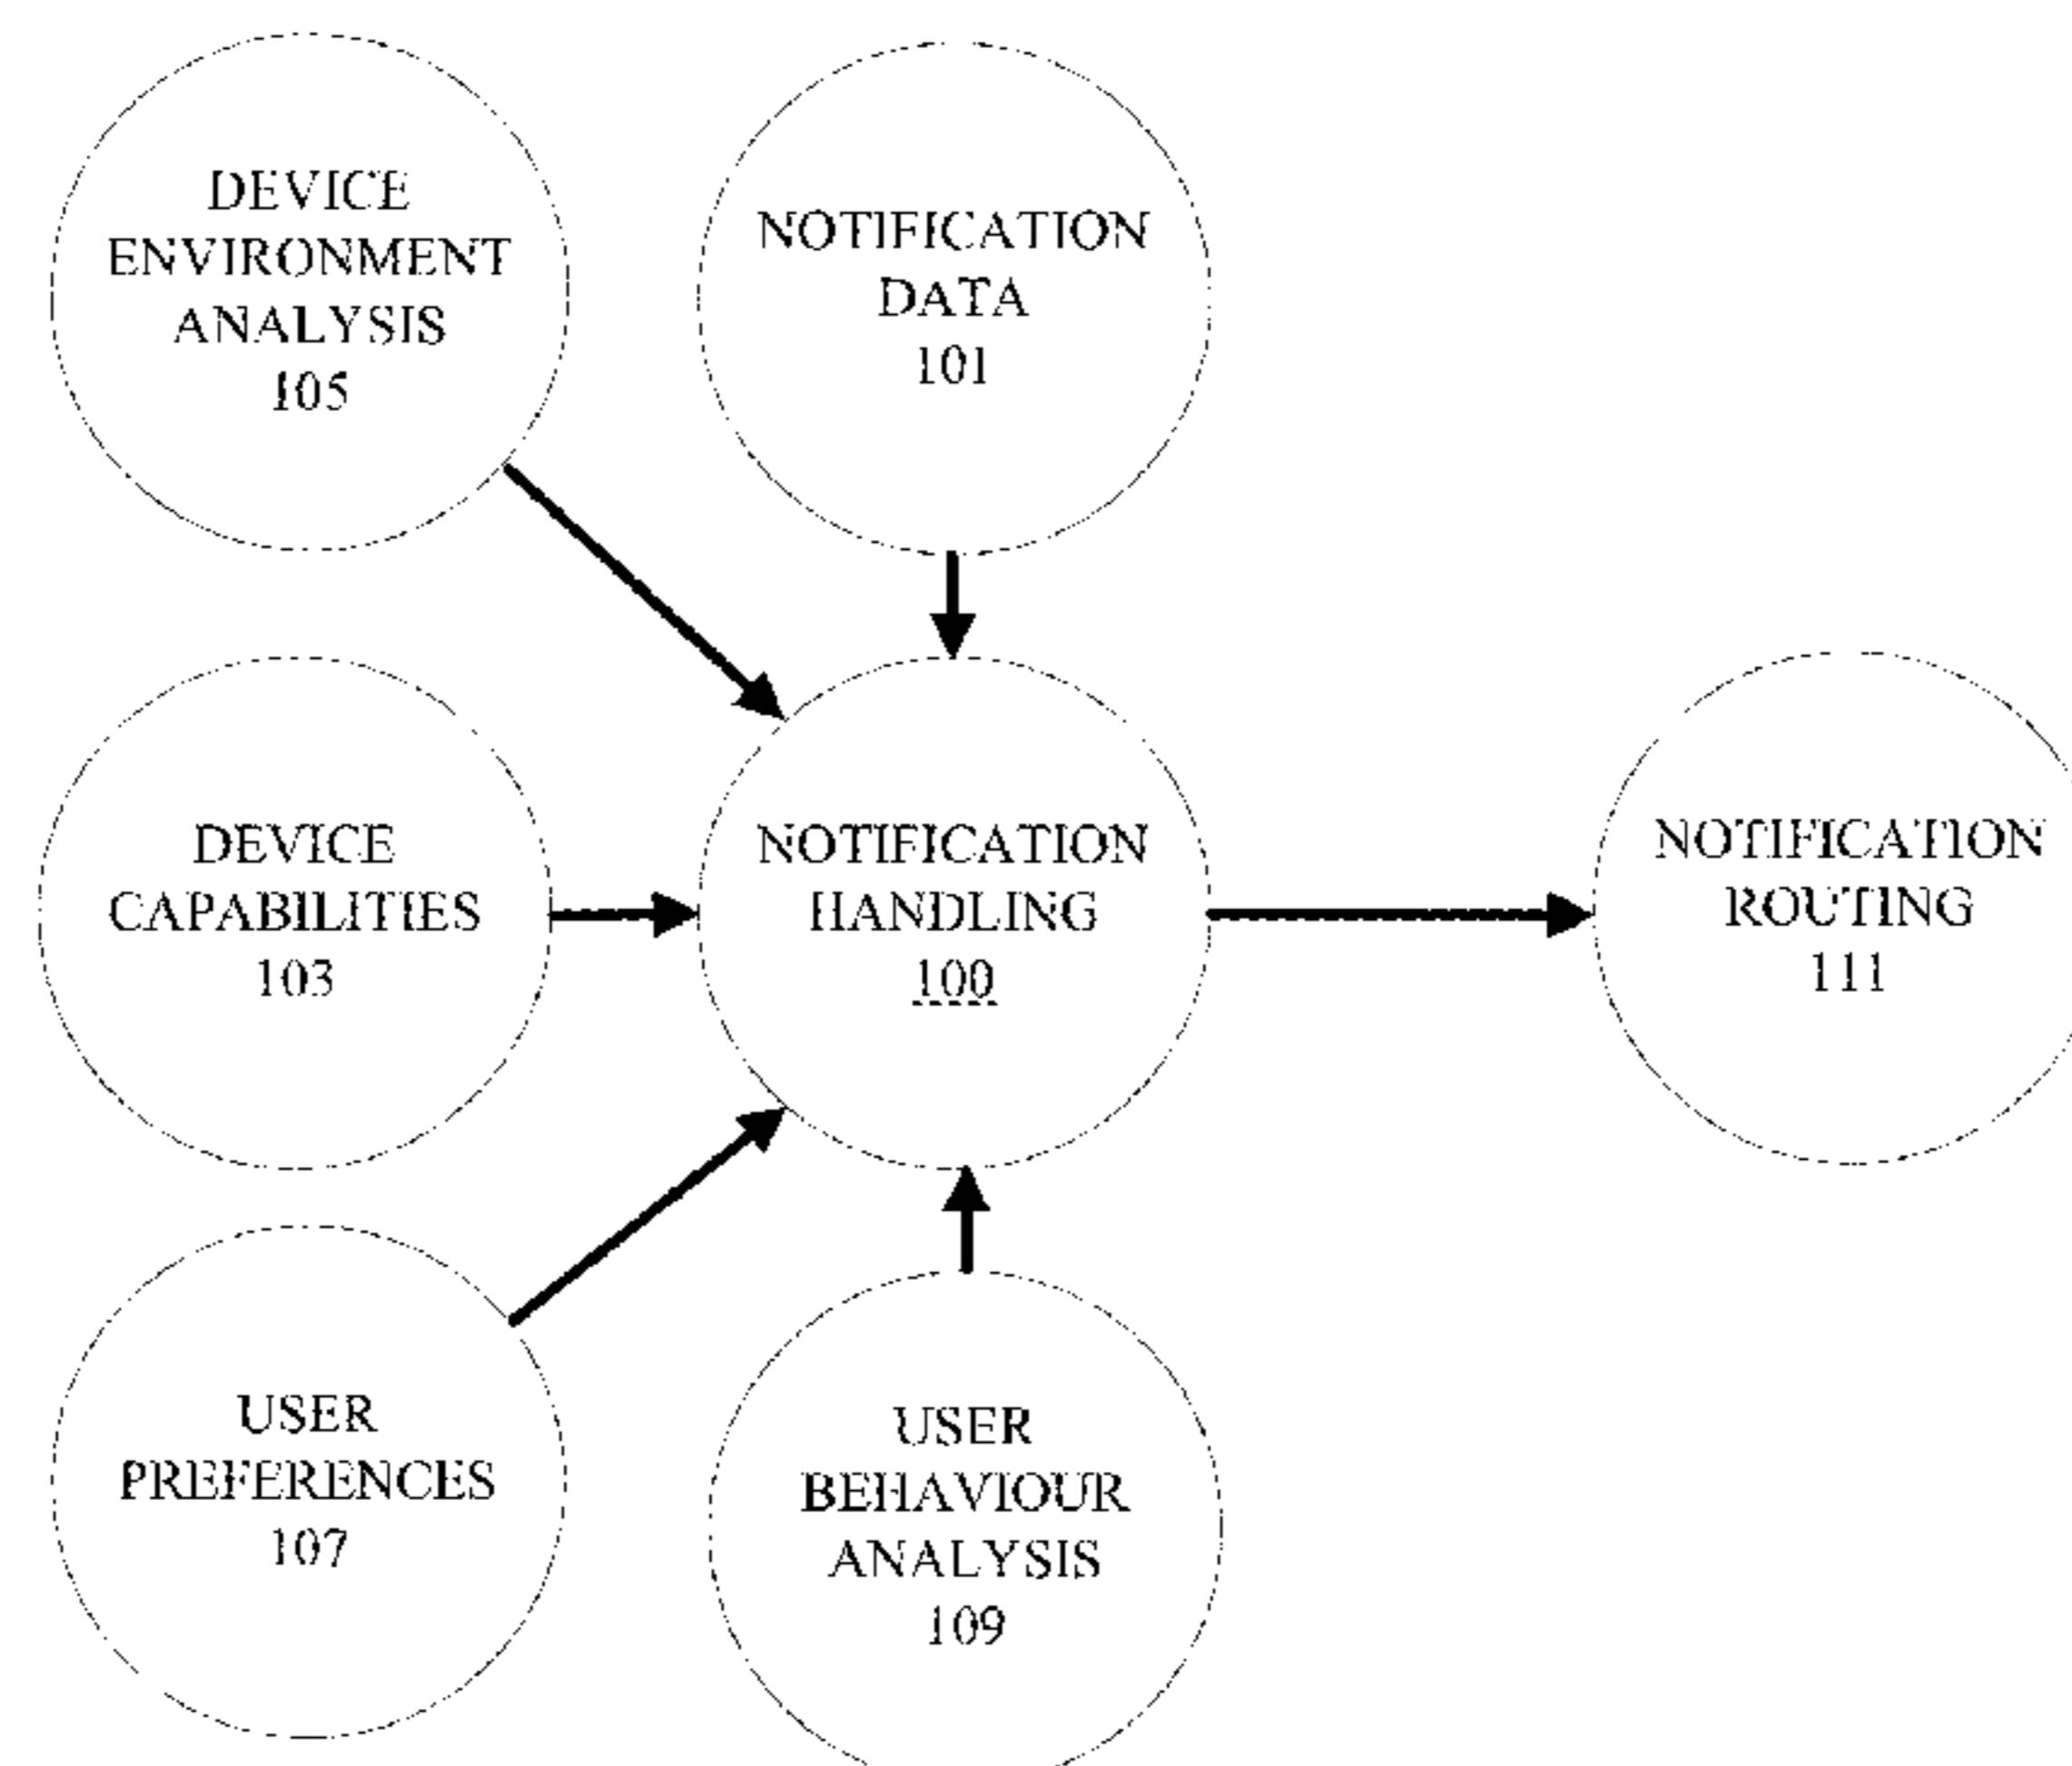 DEVICE
ENVIRONMENT
ANALYSIS
105
NOTIFICATION
DATA
101
DEVICE
CAPABILITIES
103
NOTIFICATION
HANDLING
100
NOTIFICATION
ROUTING
111
USER
PREFERENCES
107
USER
BEHAVIOUR
ANALYSIS
109